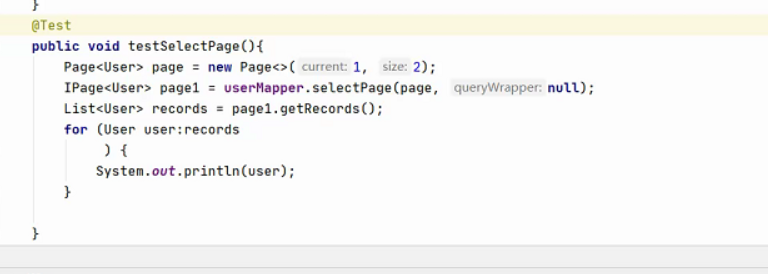 }
@Test
public void testSelectPage(){
Page<User> page = new Page<>( current: 1, size: 2);
IPage<User> page1 = userMapper.selectPage(page, queryWrapper: null);
List<User> records = page1.getRecords();
for (User user:records
) {
System.out.println(user);
}
}